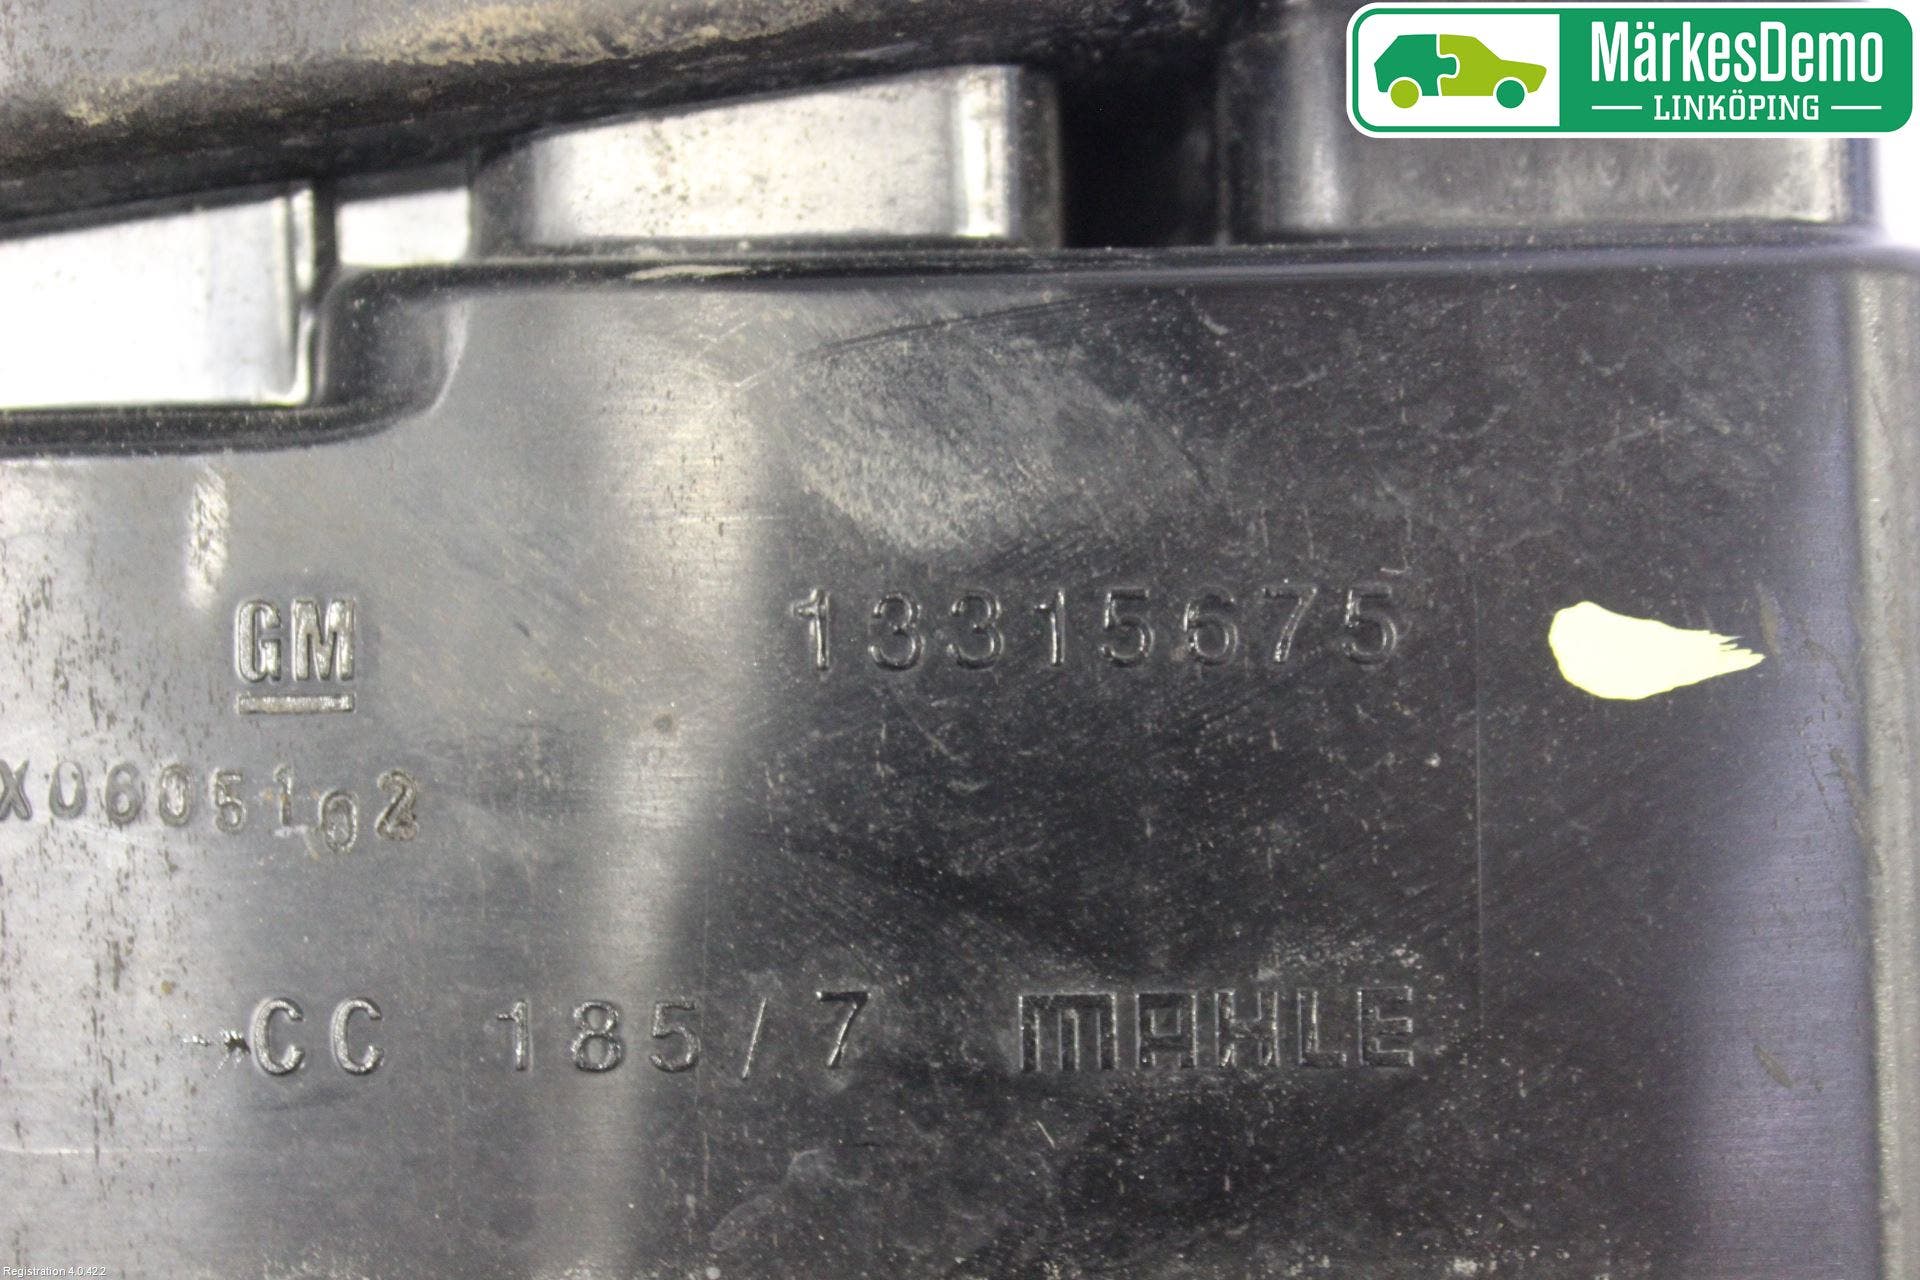 MärkesDemo
LINKÖPING
GM
13315675
X0605102
CC 185/7 MAHLE
Registration 4.0.42.2